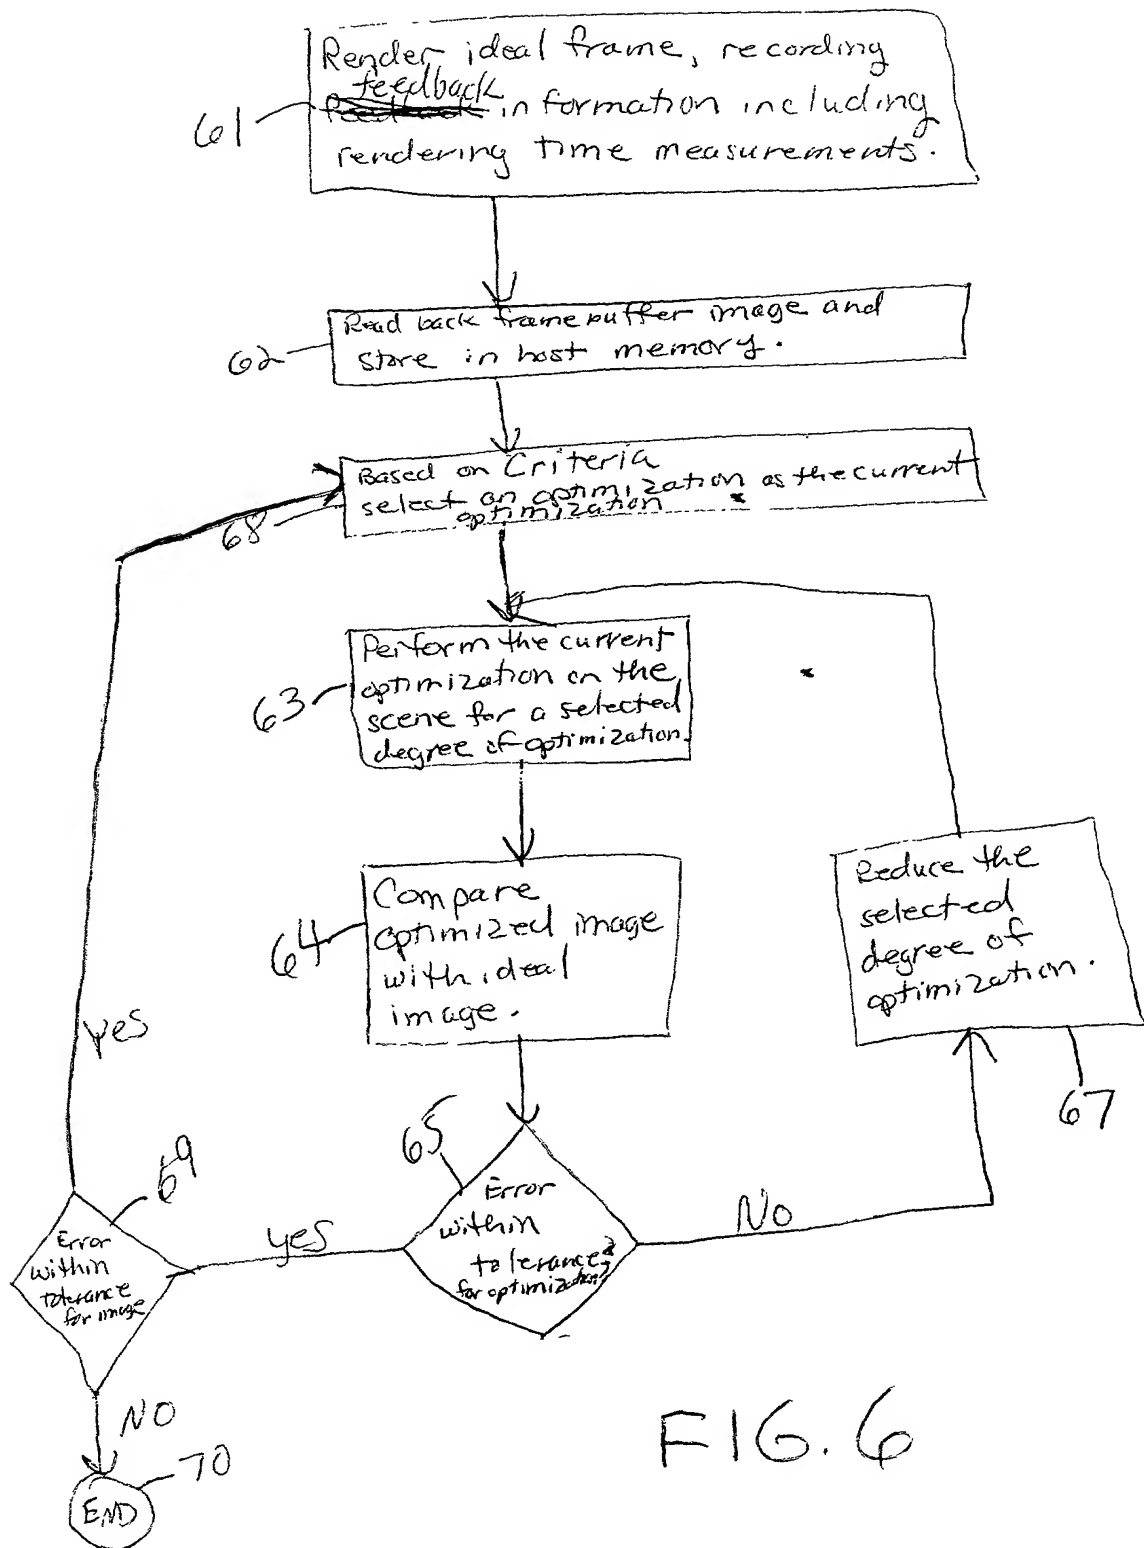 Render ideal frame, recording
feedback
information including
rendering time measurements.
61
Read back frame buffer image and
store in host memory.
62
Based on Criteria
select an optimization as the current
optimization
68
Perform the current
optimization on the
scene for a selected
degree of optimization.
63
Compare
optimized image
with ideal
image.
64
Reduce the
selected
degree of
optimization.
67
yes
69
Error
within
tolerance
for image
yes
65
Error
within
tolerance
for optimization?
No
NO
70
END
FIG. 6